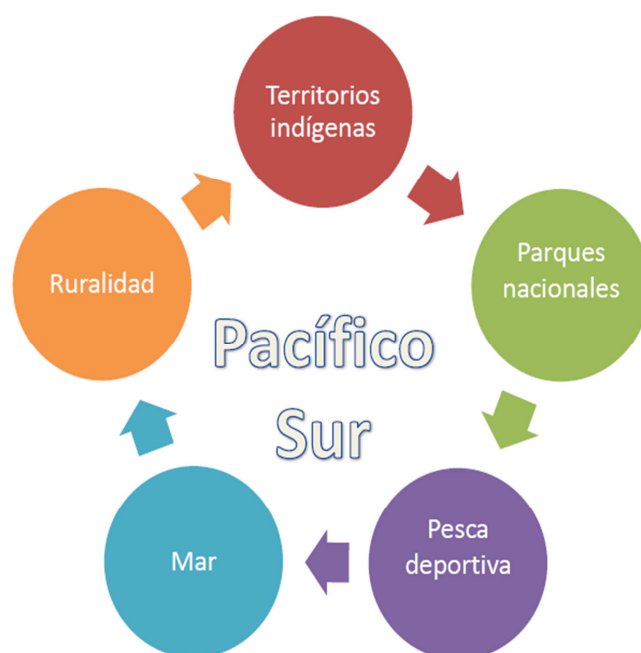 Territorios
indígenas
Parques
nacionales
Pesca
deportiva
Mar
Ruralidad
Pacífico
Sur